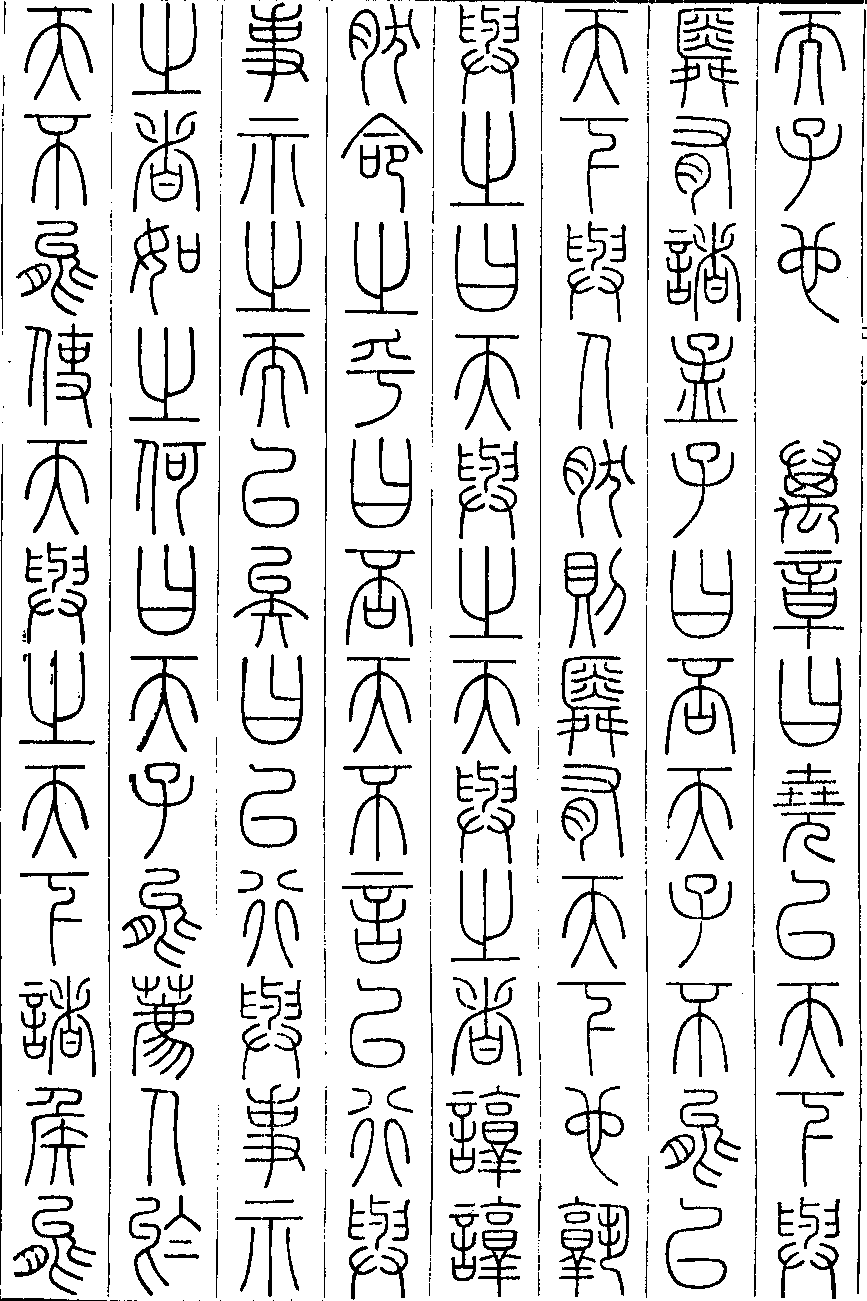 而子也 萬章曰堯以天下與
舜有諸孟子曰否天子不能以
天下與人然則舜有天下也孰
與之曰天與之天與之者諄諄
然命之乎曰否天不言以行與
事示之而已矣曰以行與事示
之者如之何曰天子能薦人於
天不能使天與之天下諸侯能